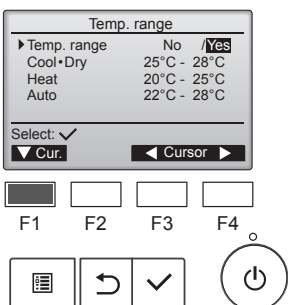 Temp. range
Temp. range No / Yes
Cool•Dry 25°C - 28°C
Heat 20°C - 25°C
Auto 22°C - 28°C
Select: ✓
▼ Cur. ◀ Cursor ▶
F1 F2 F3 F4